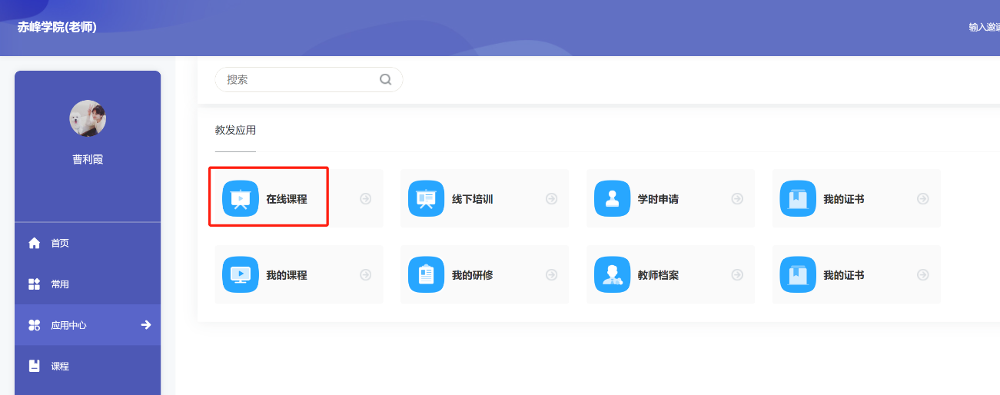 赤峰学院(老师)
输入邀请
搜索
曹利霞
首页
常用
应用中心
课程
教发应用
在线课程
线下培训
学时申请
我的证书
我的课程
我的研修
教师档案
我的证书